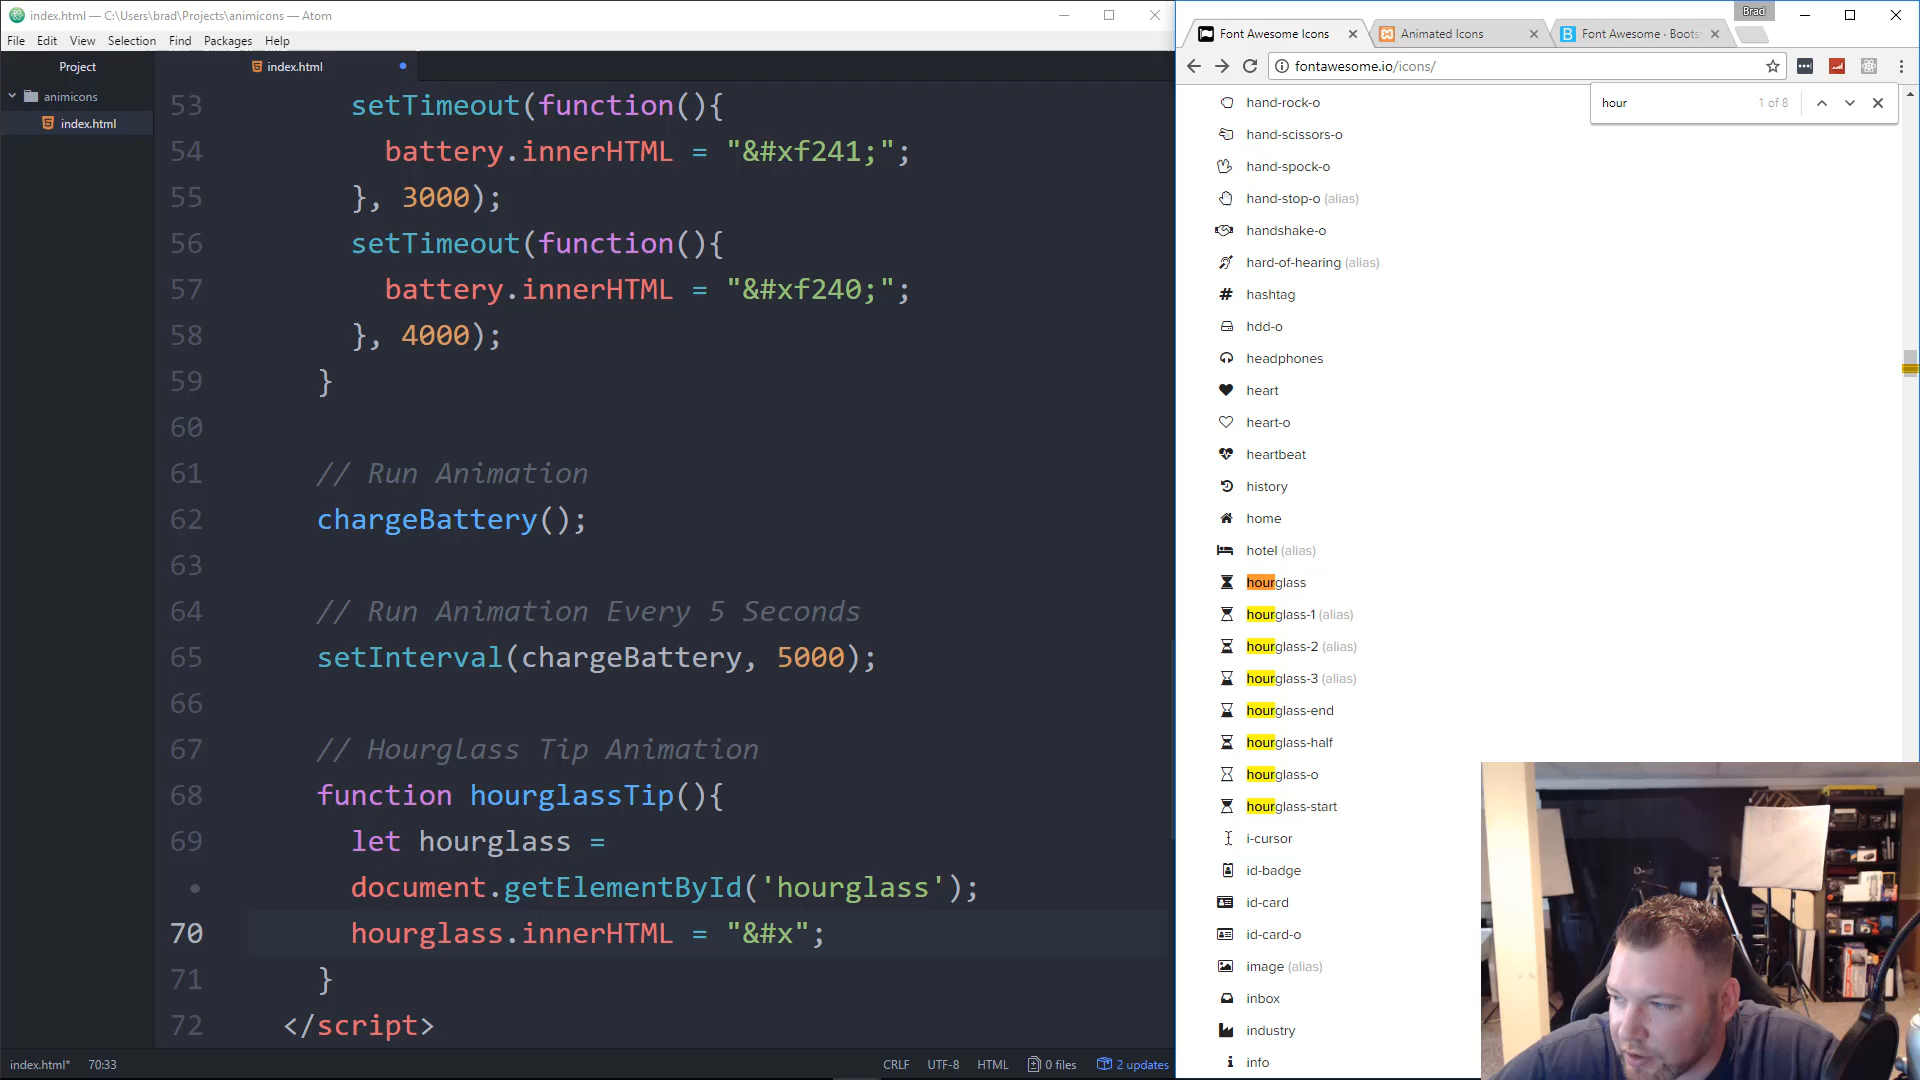 index.html — C:\Users\brad\Projects\animicons — Atom
File Edit View Selection Find Packages Help
Project
animicons
index.html
index.html
53 setTimeout(function(){
54 battery.innerHTML = "&#xf241;";
55 }, 3000);
56 setTimeout(function(){
57 battery.innerHTML = "&#xf240;";
58 }, 4000);
59 }
60
61 // Run Animation
62 chargeBattery();
63
64 // Run Animation Every 5 Seconds
65 setInterval(chargeBattery, 5000);
66
67 // Hourglass Tip Animation
68 function hourglassTip(){
69 let hourglass =
document.getElementById('hourglass');
70 hourglass.innerHTML = "&#x";
71 }
72 </script>
index.html* 70:33
CRLF UTF-8 HTML 0 files 2 updates
Brad
Font Awesome Icons
Animated Icons
Font Awesome · Boots
fontawesome.io/icons/
hour 1 of 8
hand-rock-o
hand-scissors-o
hand-spock-o
hand-stop-o (alias)
handshake-o
hard-of-hearing (alias)
hashtag
hdd-o
headphones
heart
heart-o
heartbeat
history
home
hotel (alias)
hourglass
hourglass-1 (alias)
hourglass-2 (alias)
hourglass-3 (alias)
hourglass-end
hourglass-half
hourglass-o
hourglass-start
i-cursor
id-badge
id-card
id-card-o
image (alias)
inbox
industry
info